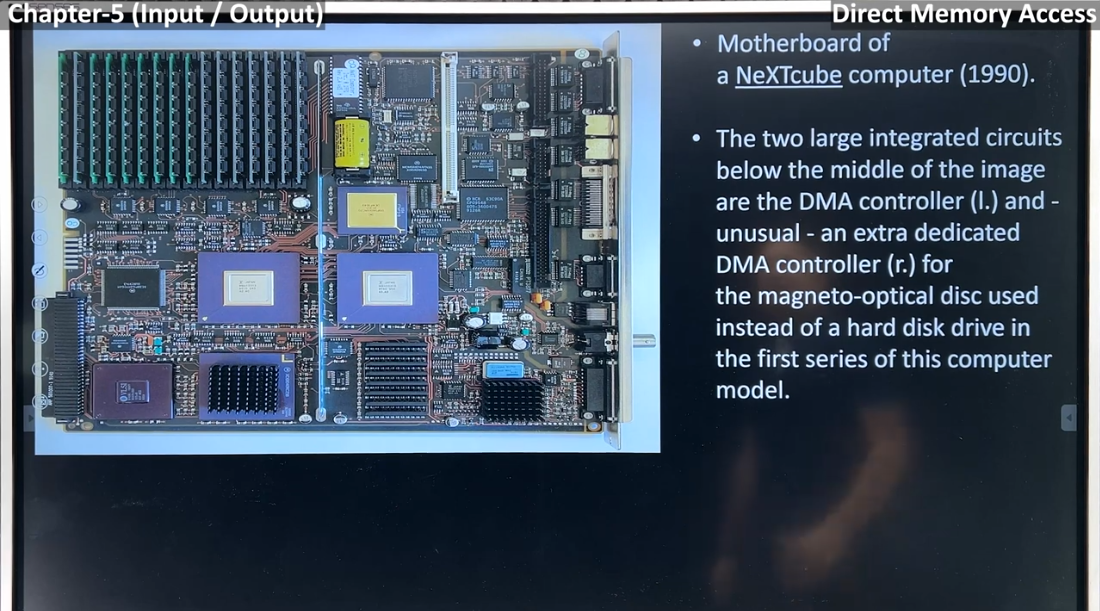 Chapter-5 (Input / Output)
Direct Memory Access
• Motherboard of
a NeXTcube computer (1990).
• The two large integrated circuits
below the middle of the image
are the DMA controller (l.) and -
unusual - an extra dedicated
DMA controller (r.) for
the magneto-optical disc used
instead of a hard disk drive in
the first series of this computer
model.